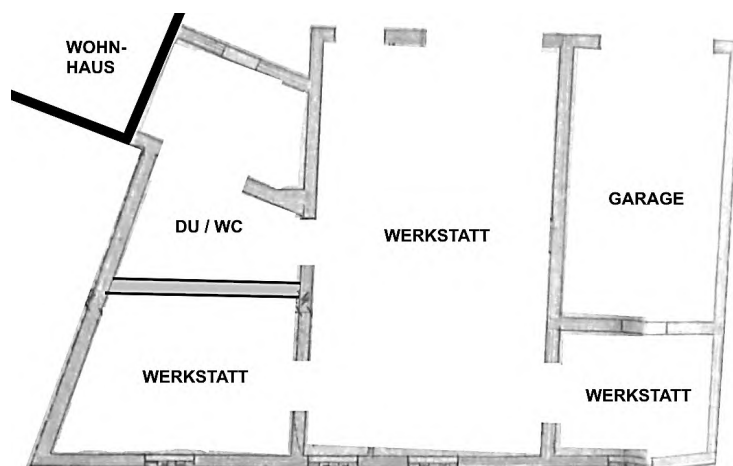 WOHN-
HAUS
DU / WC
WERKSTATT
GARAGE
WERKSTATT
WERKSTATT